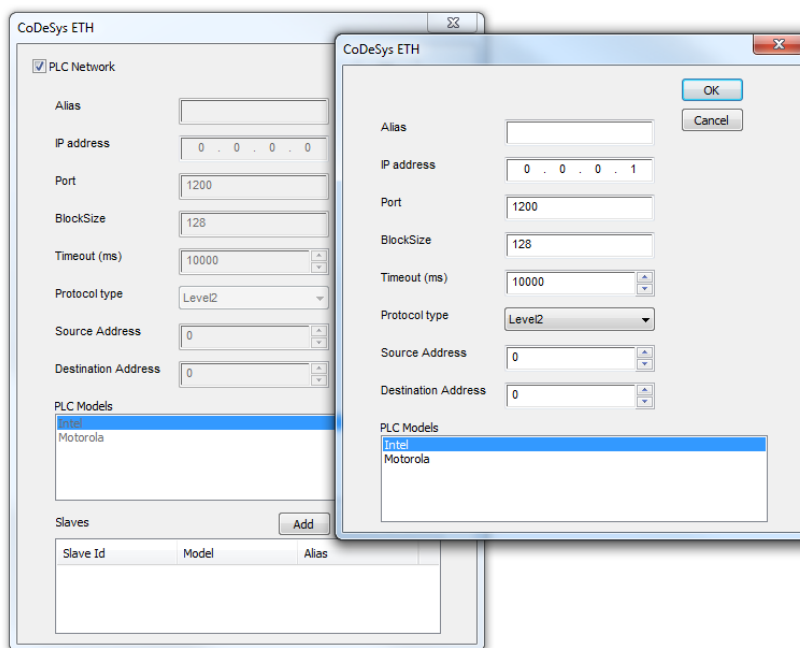 CoDeSys ETH
PLC Network
Alias
IP address
0 . 0 . 0 . 0
Port
1200
BlockSize
128
Timeout (ms)
10000
Protocol type
Level2
Source Address
0
Destination Address
0
PLC Models
Intel
Motorola
Slaves
Add
Slave Id Model Alias
CoDeSys ETH
OK
Cancel
Alias
IP address
0 . 0 . 0 . 1
Port
1200
BlockSize
128
Timeout (ms)
10000
Protocol type
Level2
Source Address
0
Destination Address
0
PLC Models
Intel
Motorola